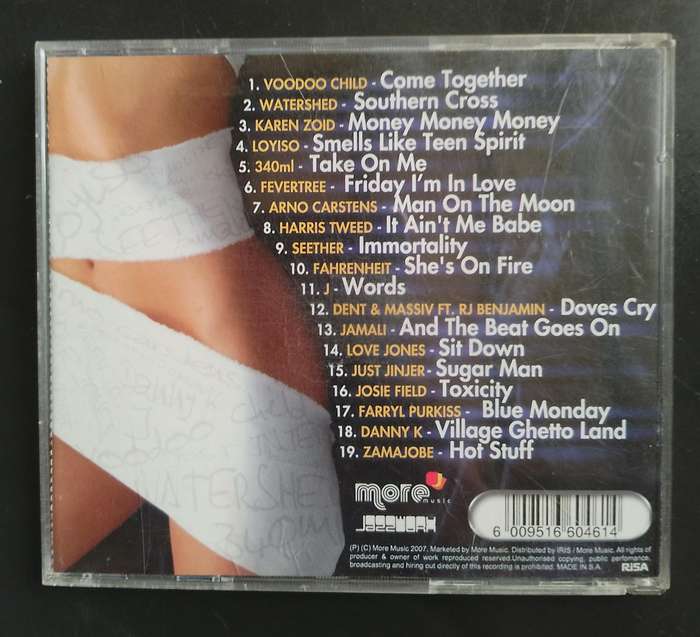 1. VOODOO CHILD - Come Together
2. WATERSHED - Southern Cross
3. KAREN ZOID - Money Money Money
4. LOYISO - Smells Like Teen Spirit
5. 340ml - Take On Me
6. FEVERTREE - Friday I'm In Love
7. ARNO CARSTENS - Man On The Moon
8. HARRIS TWEED - It Ain't Me Babe
9. SEETHER - Immortality
10. FAHRENHEIT - She's On Fire
11. J - Words
12. DENT & MASSIV FT. RJ BENJAMIN - Doves Cry
13. JAMALI - And The Beat Goes On
14. LOVE JONES - Sit Down
15. JUST JINJER - Sugar Man
16. JOSIE FIELD - Toxicity
17. FARRYL PURKISS - Blue Monday
18. DANNY K - Village Ghetto Land
19. ZAMAJOBE - Hot Stuff
WATERSHE
340ml
more
music
JazzworX
6 009516 604614
(P) (C) More Music 2007. Marketed by More Music. Distributed by IRIS / More Music. All rights of
producer & owner of work reproduced reserved.Unauthorised copying, public performance,
broadcasting and hiring out directly of this recording is prohibited. MADE IN S.A.
RiSA